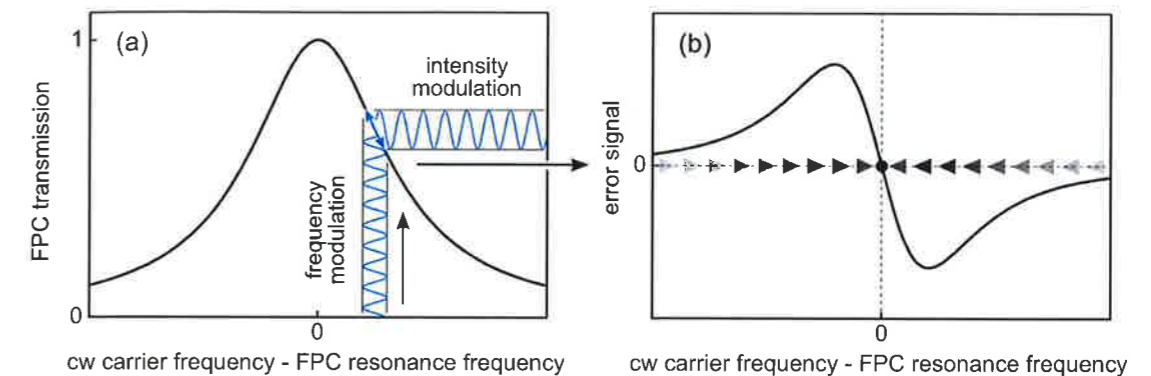 (a)
1
FPC transmission
0
intensity
modulation
frequency
modulation
0
cw carrier frequency - FPC resonance frequency
(b)
error signal
0
0
cw carrier frequency - FPC resonance frequency